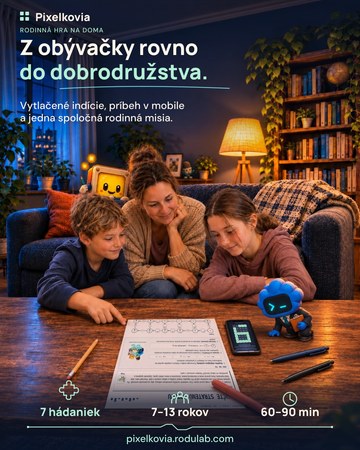 Pixelkovia
RODINNÁ HRA NA DOMA
Z obývačky rovno
do dobrodružstva.
Vytlačené indície, príbeh v mobile
a jedna spoločná rodinná misia.
7 hádaniek
7–13 rokov
60–90 min
pixelkovia.rodulab.com